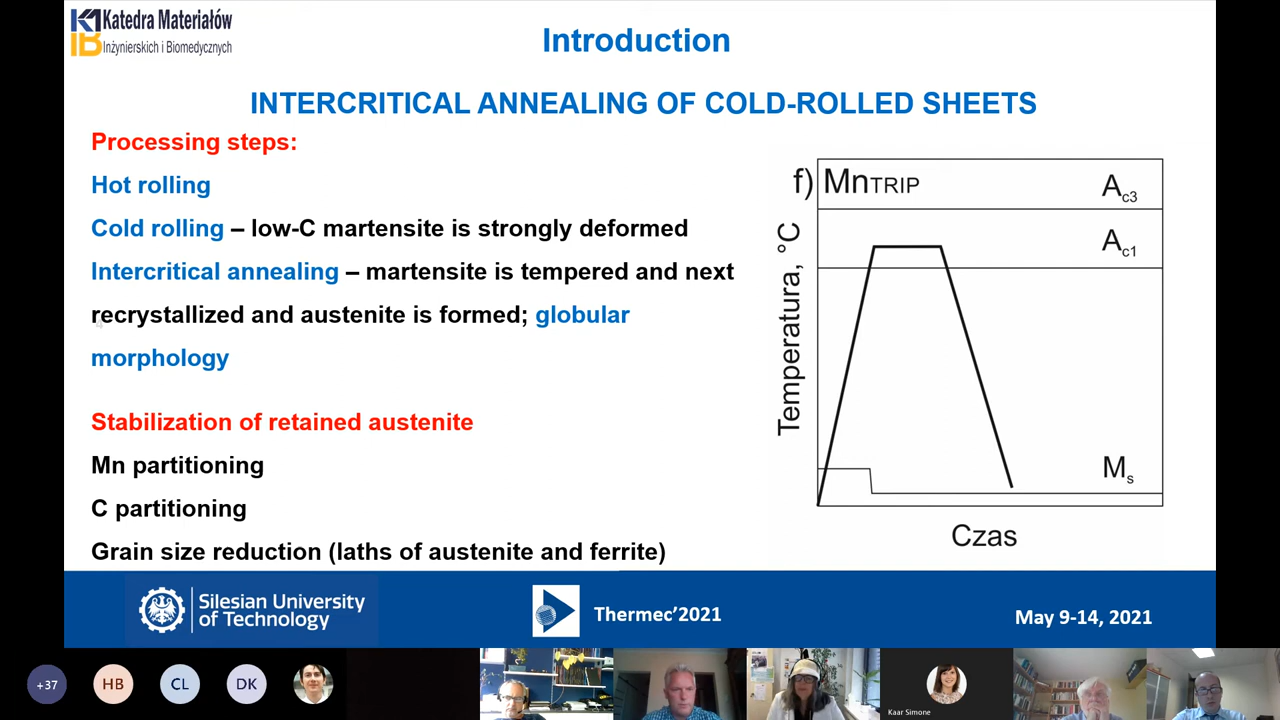 K1 Katedra Materiałów
IB Inżynierskich i Biomedycznych
Introduction
INTERCRITICAL ANNEALING OF COLD-ROLLED SHEETS
Processing steps:
Hot rolling
Cold rolling – low-C martensite is strongly deformed
Intercritical annealing – martensite is tempered and next
recrystallized and austenite is formed; globular
morphology
Stabilization of retained austenite
Mn partitioning
C partitioning
Grain size reduction (laths of austenite and ferrite)
f) MnTRIP
Ac3
Ac1
Ms
Temperatura, °C
Czas
Silesian University
of Technology
Thermec'2021
May 9-14, 2021
+37
HB
CL
DK
Kaar Simone